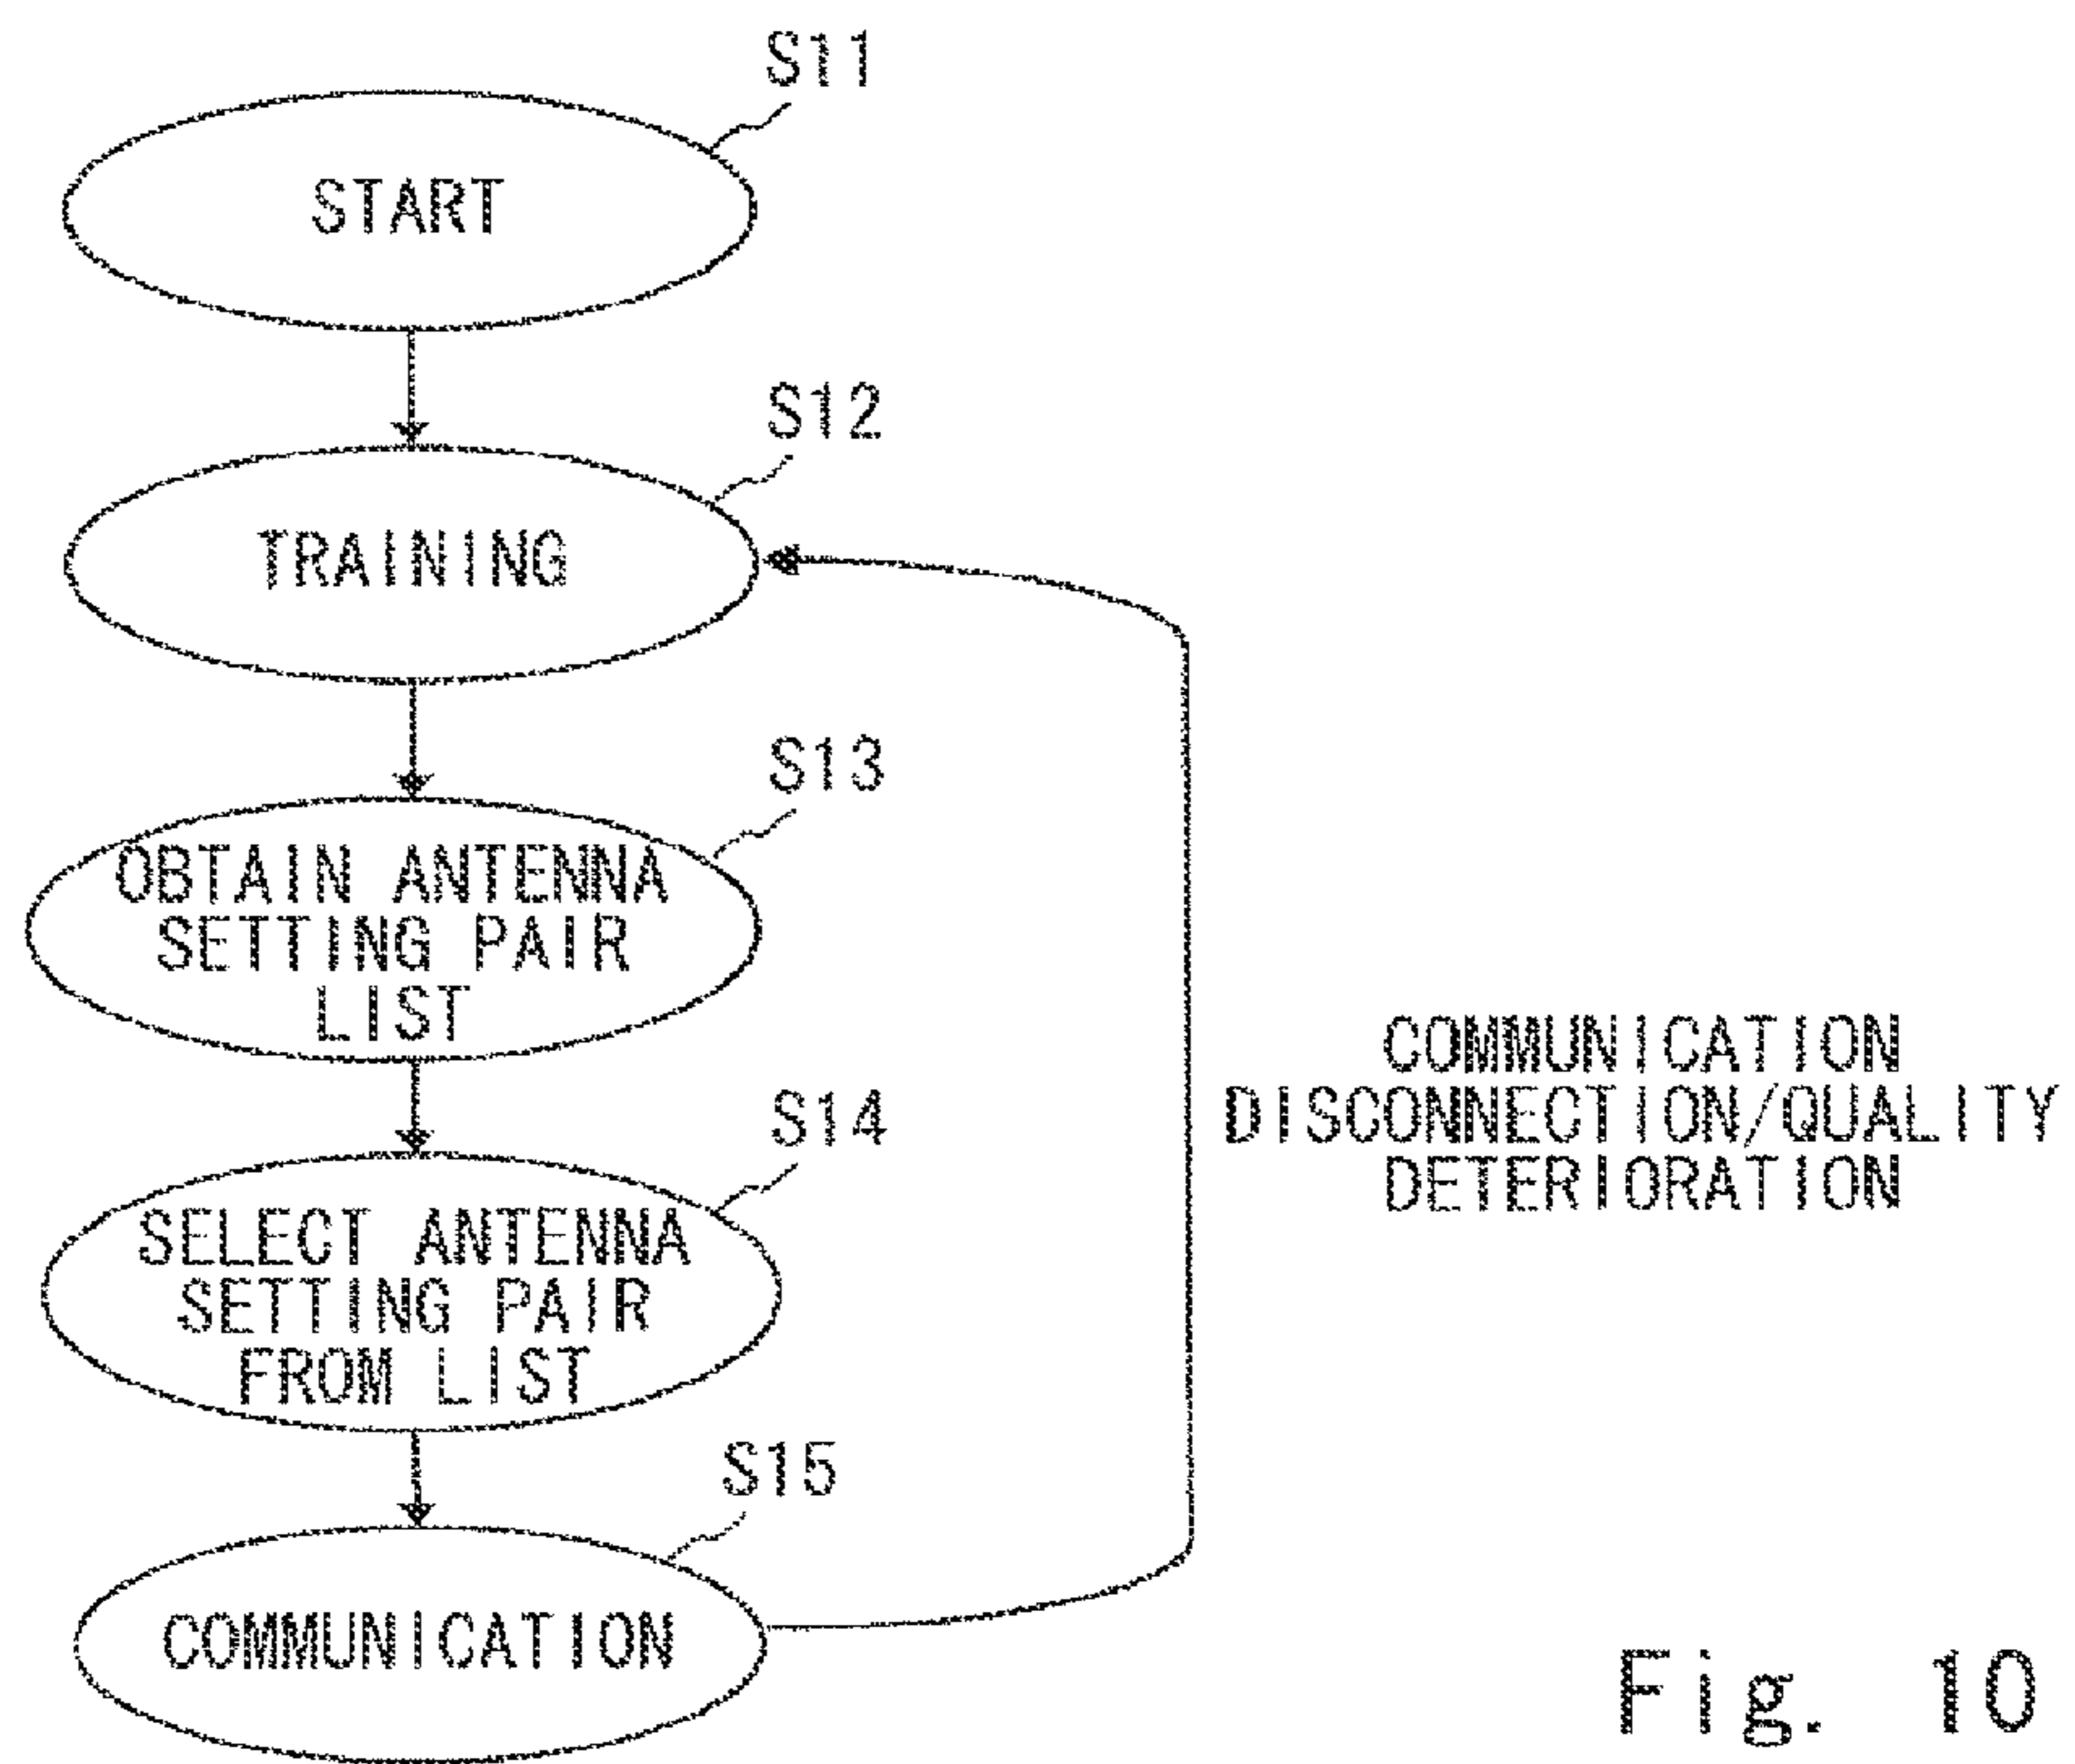 S11
START
S12
TRAINING
S13
OBTAIN ANTENNA
SETTING PAIR
LIST
S14
SELECT ANTENNA
SETTING PAIR
FROM LIST
S15
COMMUNICATION
COMMUNICATION
DISCONNECTION/QUALITY
DETERIORATION
Fig. 10